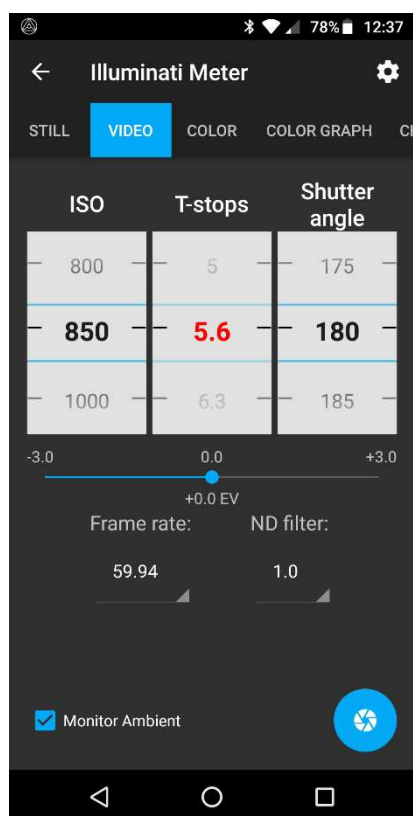 78% 12:37
Illuminati Meter
STILL VIDEO COLOR COLOR GRAPH
ISO T-stops Shutter angle
800 5 175
850 5.6 180
1000 6.3 185
-3.0 0.0 +3.0
+0.0 EV
Frame rate: ND filter:
59.94 1.0
Monitor Ambient